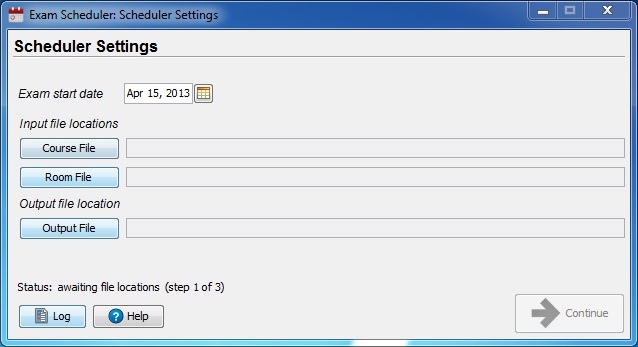 Exam Scheduler: Scheduler Settings
Scheduler Settings
Exam start date Apr 15, 2013
Input file locations
Course File
Room File
Output file location
Output File
Status: awaiting file locations (step 1 of 3)
Log Help Continue